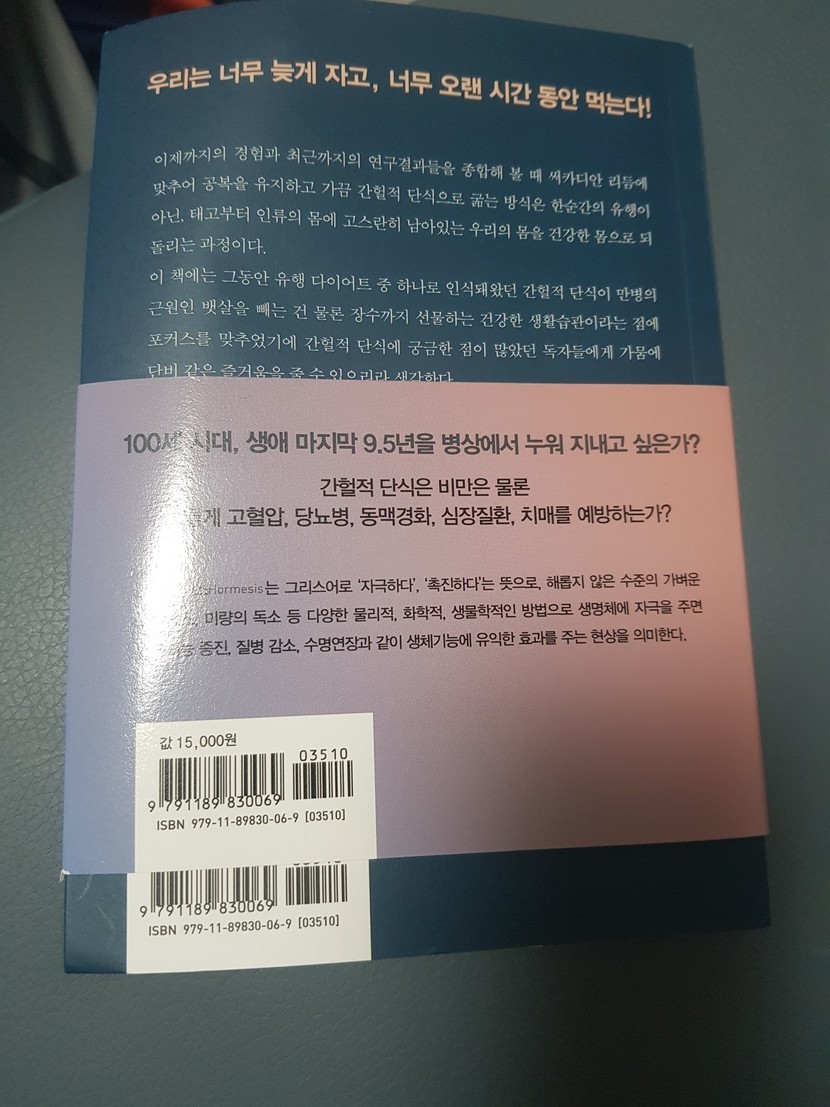 우리는 너무 늦게 자고, 너무 오랜 시간 동안 먹는다!
이제까지의 경험과 최근까지의 연구결과들을 종합해 볼 때 써카디안 리듬에
맞추어 공복을 유지하고 가끔 간헐적 단식으로 굶는 방식은 한순간의 유행이
아닌, 태고부터 인류의 몸에 고스란히 남아있는 우리의 몸을 건강한 몸으로 되
돌리는 과정이다.
이 책에는 그동안 유행 다이어트 중 하나로 인식돼왔던 간헐적 단식이 만병의
근원인 뱃살을 빼는 건 물론 장수까지 선물하는 건강한 생활습관이라는 점에
포커스를 맞추었기에 간헐적 단식에 궁금한 점이 많았던 독자들에게 가뭄에
단비 같은 즐거움을 줄 수 있으리라 생각한다.
100세 시대, 생애 마지막 9.5년을 병상에서 누워 지내고 싶은가?
간헐적 단식은 비만은 물론
고혈압, 당뇨병, 동맥경화, 심장질환, 치매를 예방하는가?
Hormesis는 그리스어로 '자극하다', '촉진하다'는 뜻으로, 해롭지 않은 수준의 가벼운
미량의 독소 등 다양한 물리적, 화학적, 생물학적인 방법으로 생명체에 자극을 주면
증진, 질병 감소, 수명연장과 같이 생체기능에 유익한 효과를 주는 현상을 의미한다.
값 15,000원
03510
9 791189 830069
ISBN 979-11-89830-06-9 [03510]
9 791189 830069
ISBN 979-11-89830-06-9 [03510]